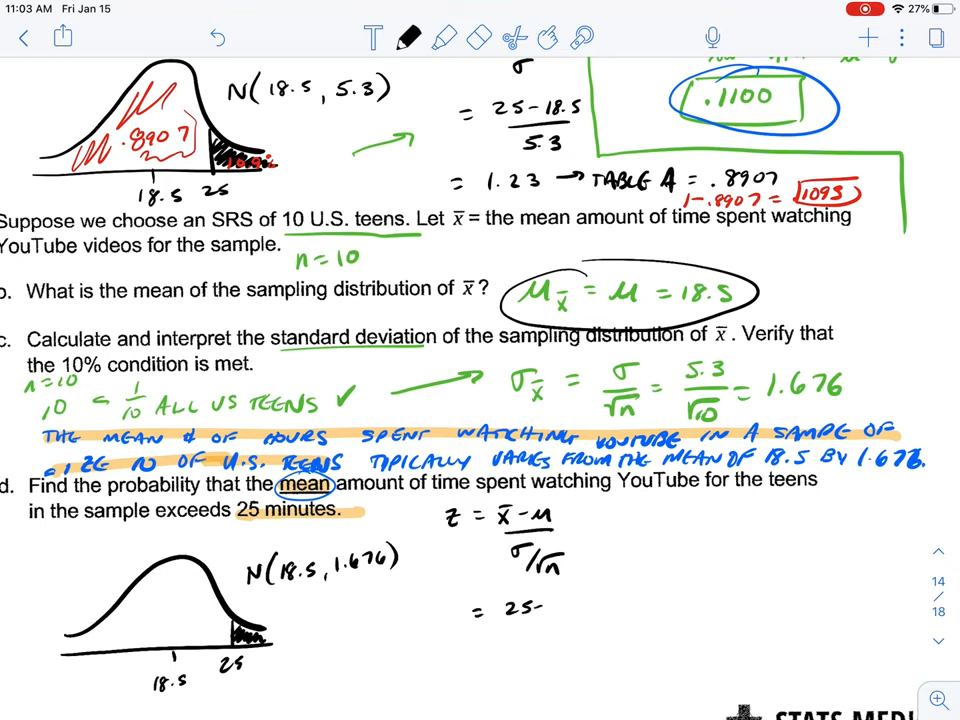 11:03 AM Fri Jan 15
27%
N(18.5, 5.3)
σ
= 25-18.5
5.3
.1100
.8907
18.5 25
= 1.23 → TABLE A = .8907
1-.8907 = .1093
Suppose we choose an SRS of 10 U.S. teens. Let x̄ = the mean amount of time spent watching
YouTube videos for the sample.
n=10
b. What is the mean of the sampling distribution of x̄?
μx̄ = μ = 18.5
c. Calculate and interpret the standard deviation of the sampling distribution of x̄. Verify that
the 10% condition is met.
n=10
10 ≤ 1/10 ALL US TEENS ✓
σx̄ = σ/√n = 5.3/√10 = 1.676
THE MEAN # OF HOURS SPENT WATCHING YOUTUBE IN A SAMPE OF
SIZE 10 OF U.S. TEENS TYPICALLY VARIES FROM THE MEAN OF 18.5 BY 1.676.
d. Find the probability that the mean amount of time spent watching YouTube for the teens
in the sample exceeds 25 minutes.
z = x̄-μ
σ/√n
N(18.5, 1.676)
= 25-
18.5 25
14
/
18
STATS MEDI